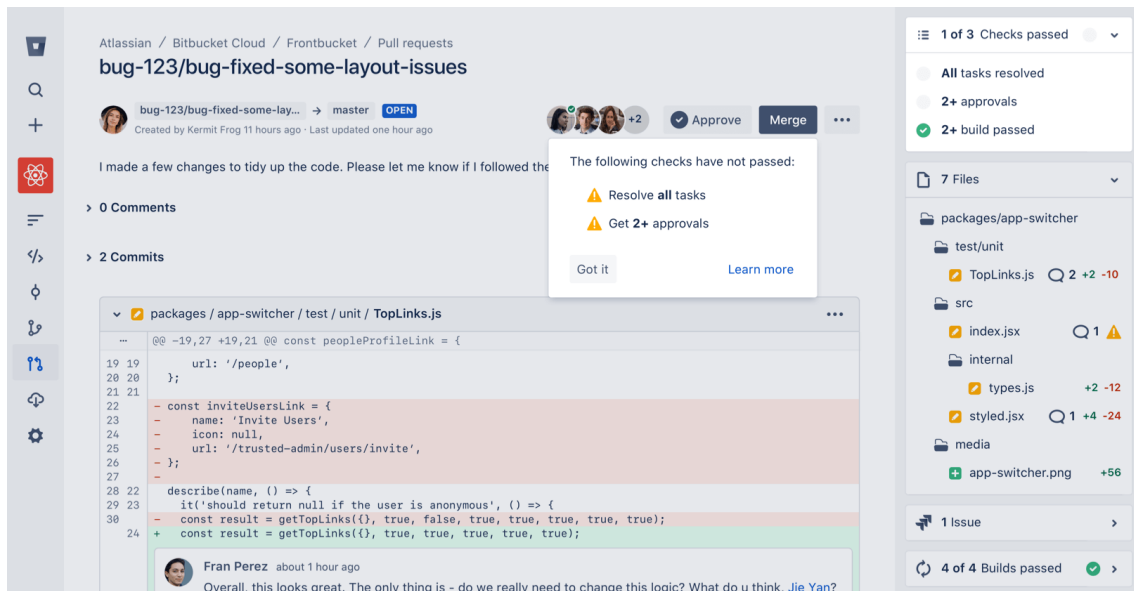 Atlassian / Bitbucket Cloud / Frontbucket / Pull requests
bug-123/bug-fixed-some-layout-issues
bug-123/bug-fixed-some-lay... → master OPEN
Created by Kermit Frog 11 hours ago · Last updated one hour ago
+2
Approve
Merge
I made a few changes to tidy up the code. Please let me know if I followed the
0 Comments
2 Commits
The following checks have not passed:
Resolve all tasks
Get 2+ approvals
Got it
Learn more
packages / app-switcher / test / unit / TopLinks.js
... @@ -19,27 +19,21 @@ const peopleProfileLink = {
19 19 url: '/people',
20 20 };
21 21
22 - const inviteUsersLink = {
23 - name: 'Invite Users',
24 - icon: null,
25 - url: '/trusted-admin/users/invite',
26 - };
27 -
28 22 describe(name, () => {
29 23 it('should return null if the user is anonymous', () => {
30 - const result = getTopLinks({}, true, false, true, true, true, true, true);
24 + const result = getTopLinks({}, true, true, true, true, true);
Fran Perez about 1 hour ago
Overall, this looks great. The only thing is - do we really need to change this logic? What do u think, Jie Yan?
1 of 3 Checks passed
All tasks resolved
2+ approvals
2+ build passed
7 Files
packages/app-switcher
test/unit
TopLinks.js 2 +2 -10
src
index.jsx 1
internal
types.js +2 -12
styled.jsx 1 +4 -24
media
app-switcher.png +56
1 Issue
4 of 4 Builds passed